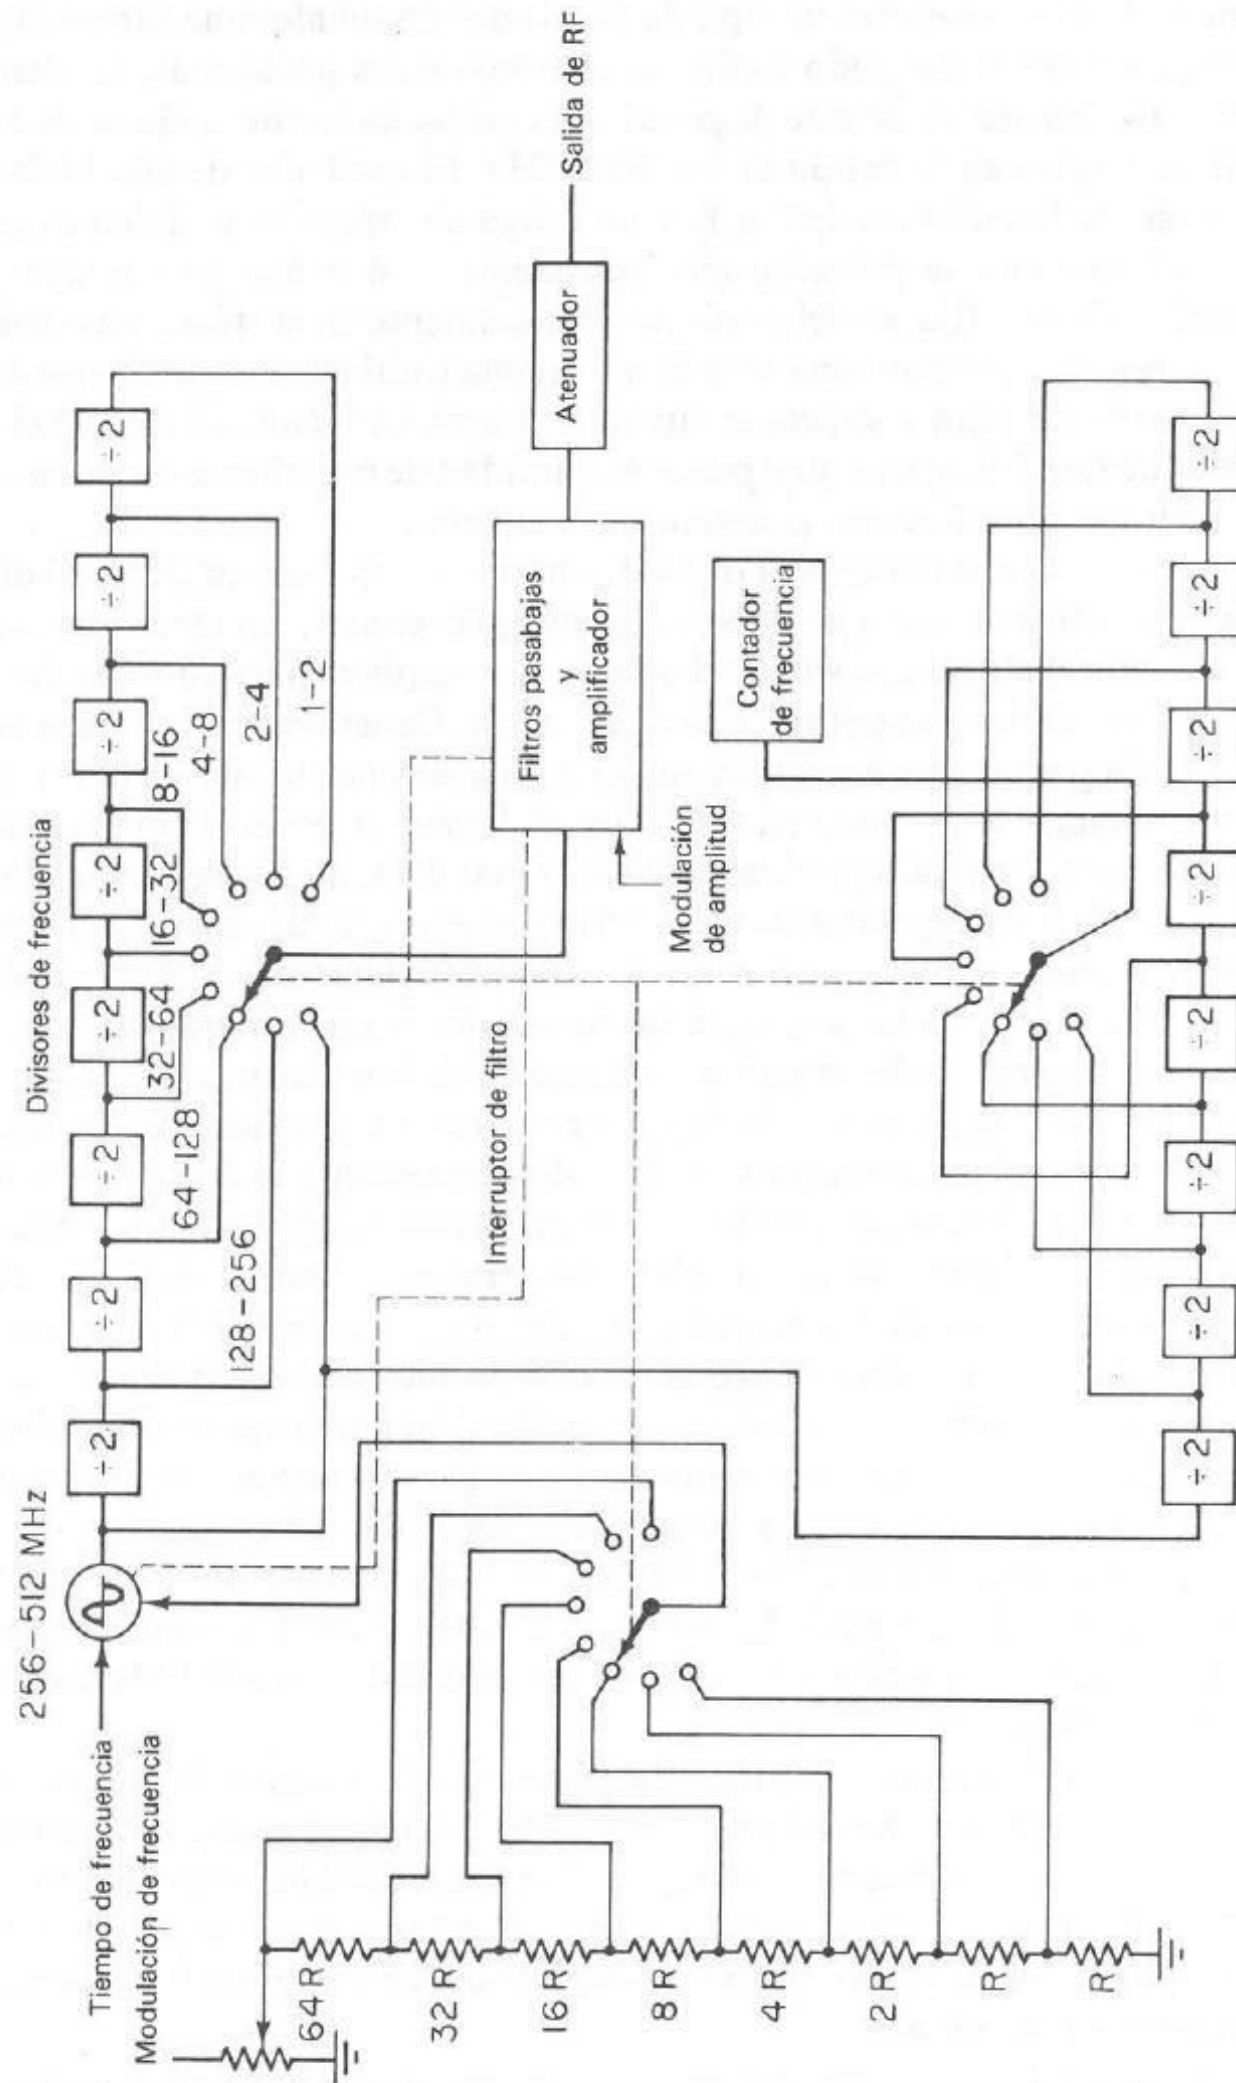 Divisores de frecuencia
256-512 MHz
÷2
÷2
÷2
÷2
÷2
÷2
÷2
÷2
128-256
64-128
32-64
16-32
8-16
4-8
2-4
1-2
Tiempo de frecuencia
Modulación de frecuencia
Interruptor de filtro
Filtros pasabajas
y
amplificador
Atenuador
Salida de RF
Modulación
de amplitud
Contador
de frecuencia
64 R
32 R
16 R
8 R
4 R
2 R
R
R
÷2
÷2
÷2
÷2
÷2
÷2
÷2
÷2